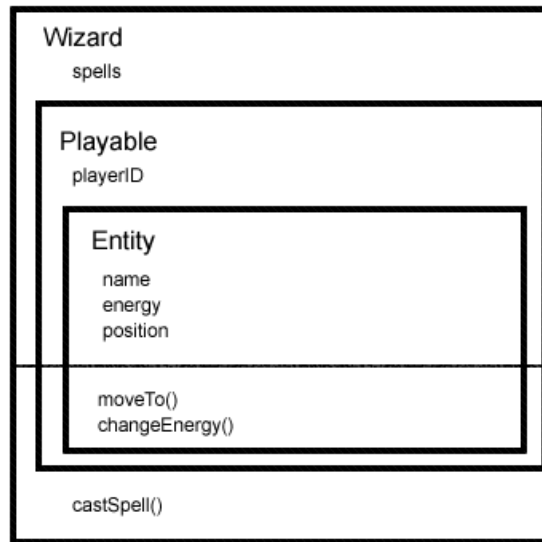 Wizard
spells
Playable
playerID
Entity
name
energy
position
moveTo()
changeEnergy()
castSpell()